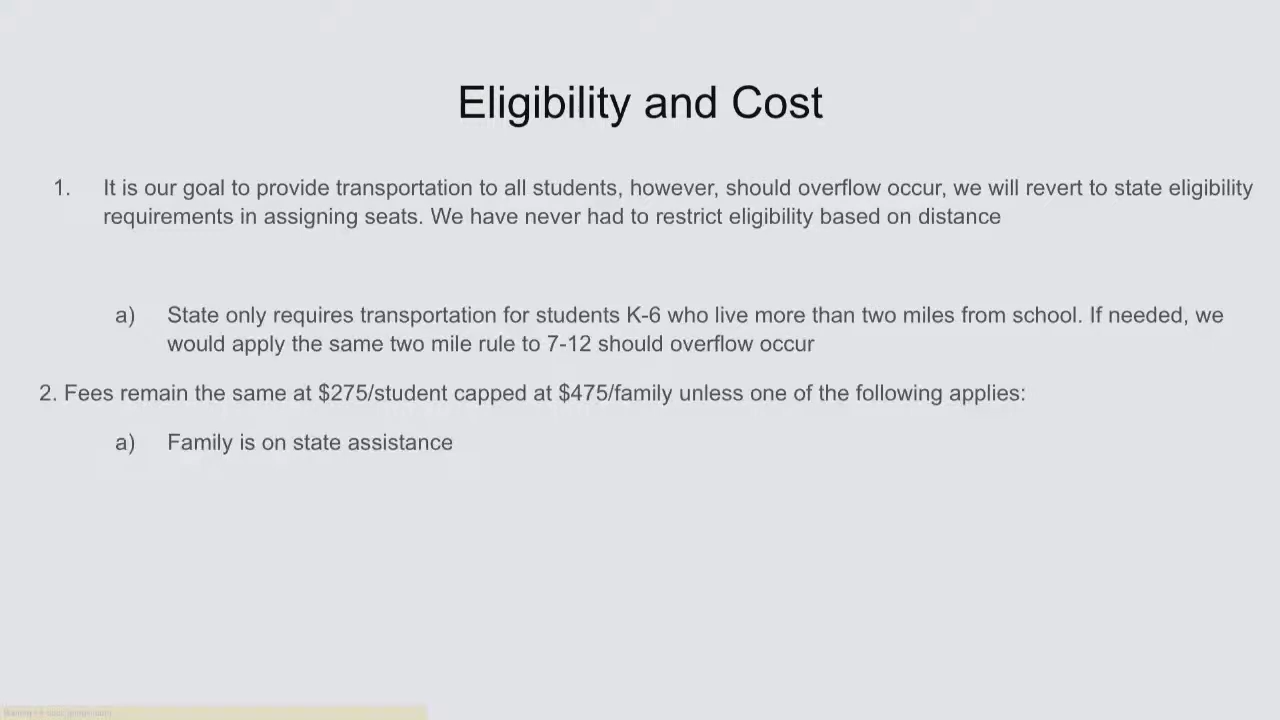 Eligibility and Cost
1. It is our goal to provide transportation to all students, however, should overflow occur, we will revert to state eligibility
requirements in assigning seats. We have never had to restrict eligibility based on distance
a) State only requires transportation for students K-6 who live more than two miles from school. If needed, we
would apply the same two mile rule to 7-12 should overflow occur
2. Fees remain the same at $275/student capped at $475/family unless one of the following applies:
a) Family is on state assistance